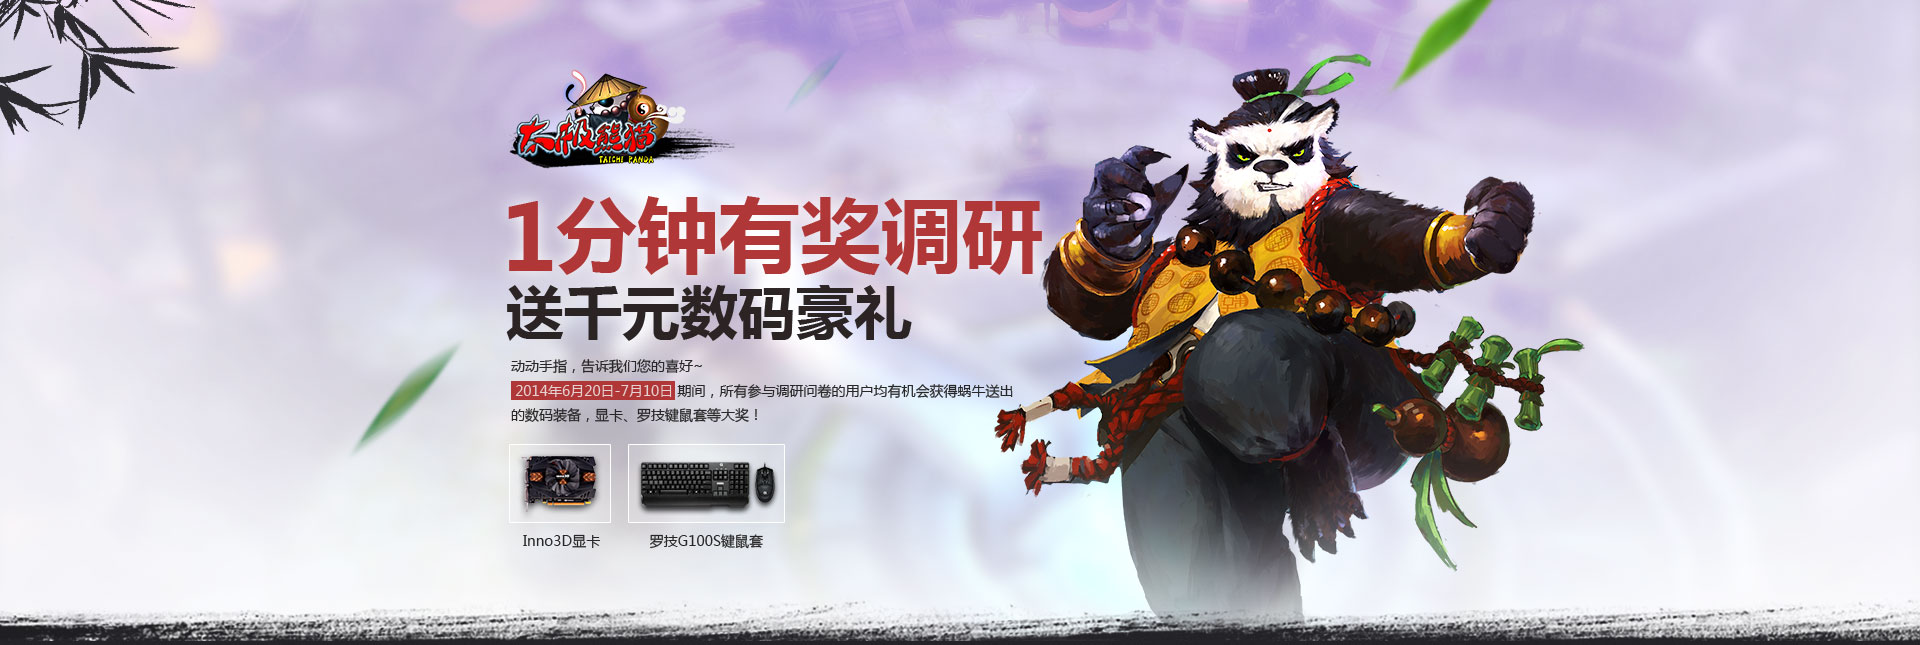 太极熊猫
TAICHI PANDA
1分钟有奖调研
送千元数码豪礼
动动手指，告诉我们您的喜好~
2014年6月20日-7月10日期间，所有参与调研问卷的用户均有机会获得蜗牛送出
的数码装备，显卡、罗技键鼠套等大奖！
Inno3D显卡
罗技G100S键鼠套